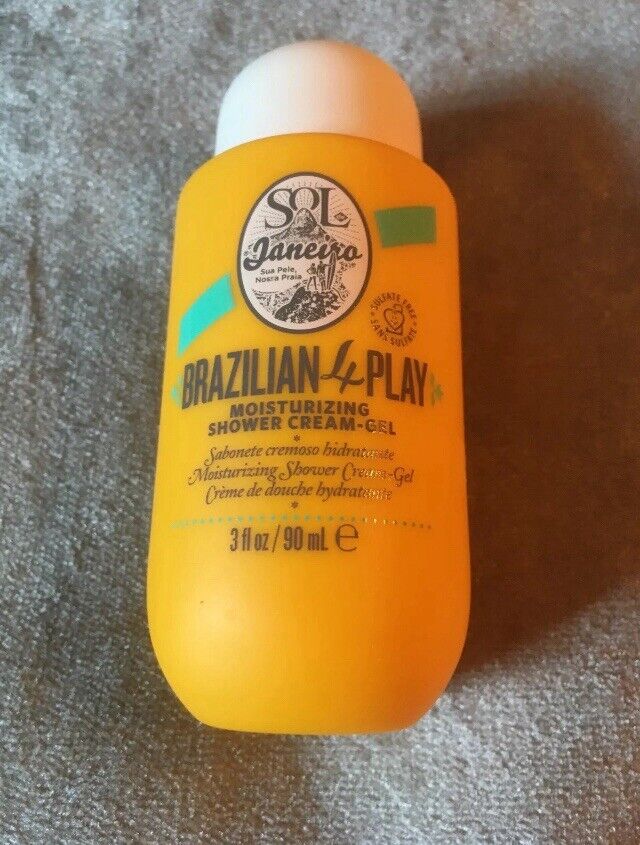 SOL
Janeiro
Sua Pele,
Nossa Praia
SULFATE FREE
SANS SULFATE
BRAZILIAN 4 PLAY
MOISTURIZING
SHOWER CREAM-GEL
Sabonete cremoso hidratante
Moisturizing Shower Cream-Gel
Crème de douche hydratante
3 fl oz / 90 mL ℮